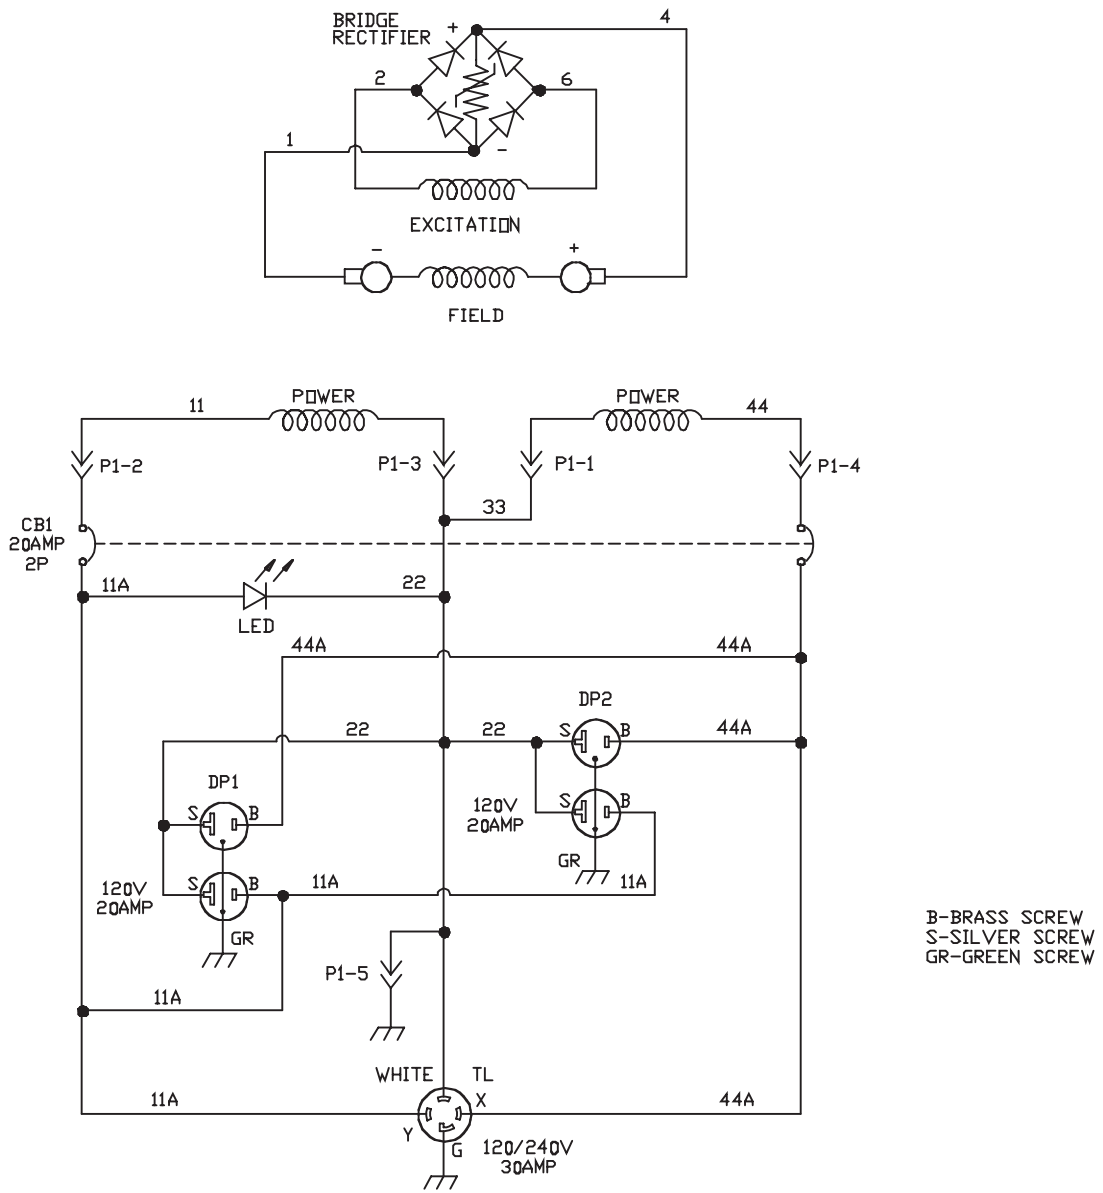 BRIDGE
RECTIFIER
+
4
2
6
1
−
EXCITATION
−
+
FIELD
POWER
POWER
11
44
P1-2
P1-3
P1-1
P1-4
33
CB1
20AMP
2P
11A
22
LED
44A
44A
DP2
22
22
S
B
44A
DP1
S
B
S
B
120V
20AMP
GR
11A
S
B
11A
120V
20AMP
GR
B-BRASS SCREW
S-SILVER SCREW
GR-GREEN SCREW
P1-5
11A
WHITE
TL
X
11A
44A
Y
G
120/240V
30AMP